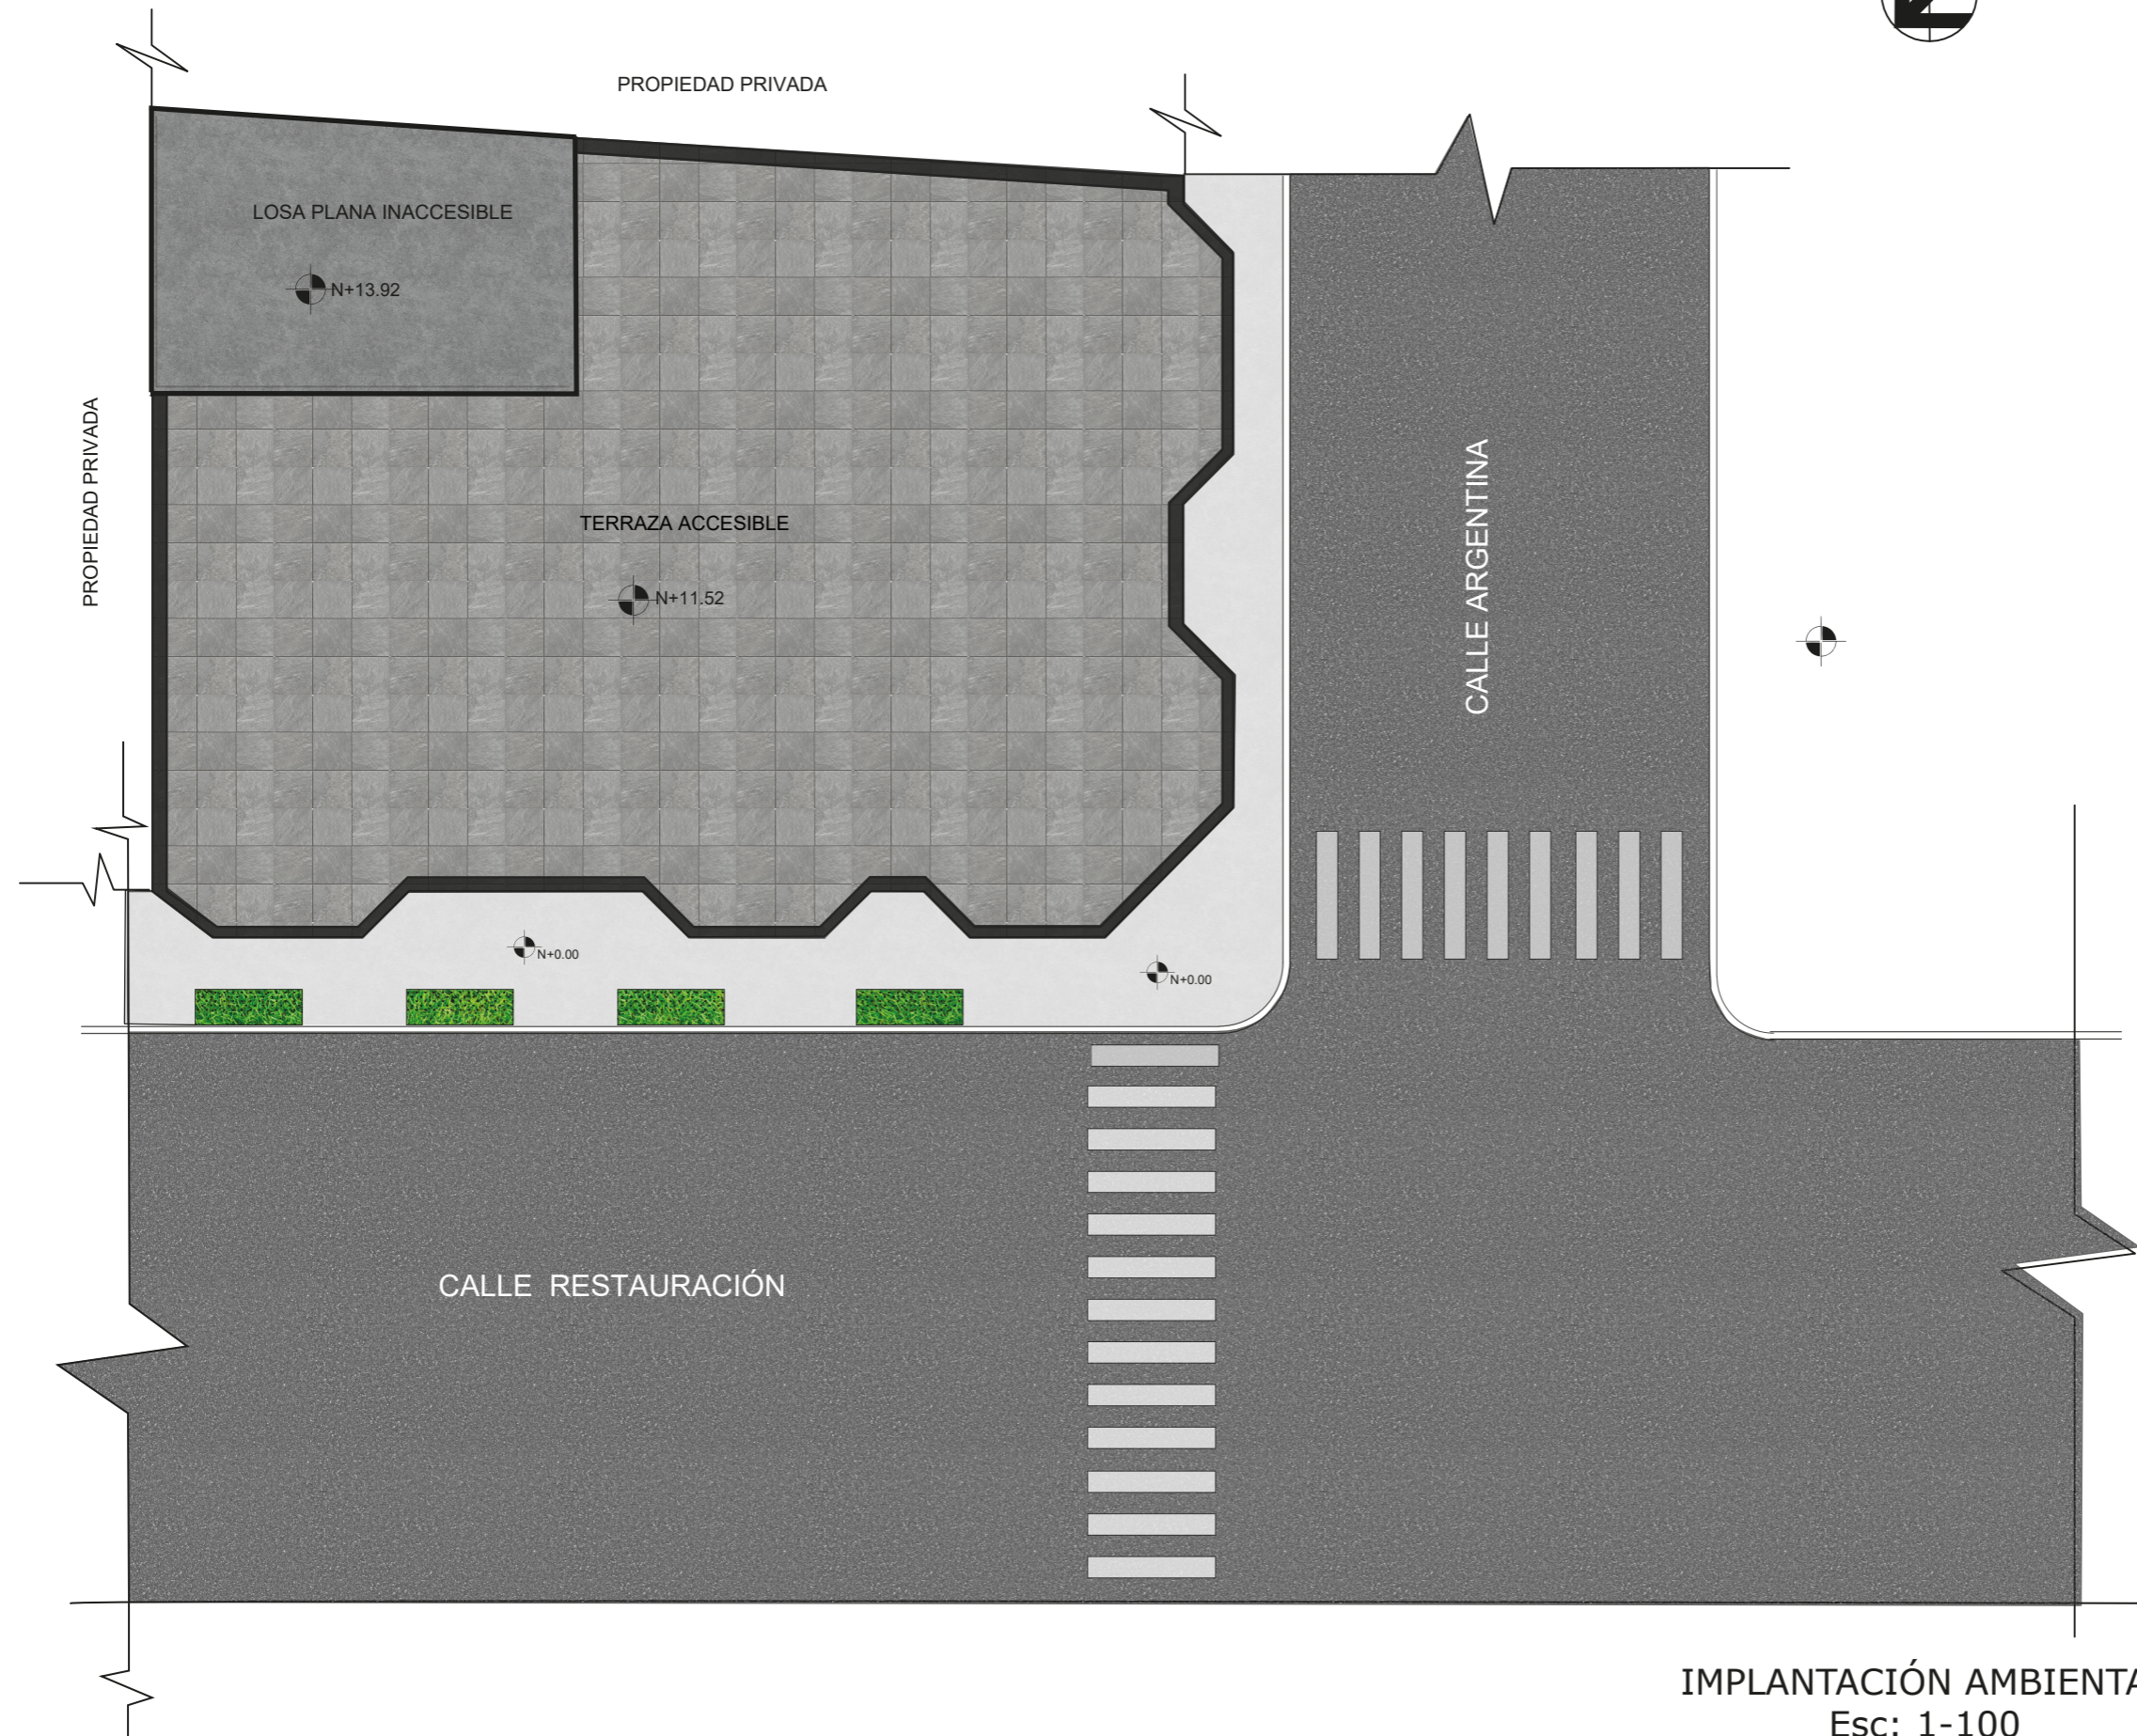 PROPIEDAD PRIVADA
LOSA PLANA INACCESIBLE
N+13.92
PROPIEDAD PRIVADA
CALLE ARGENTINA
TERRAZA ACCESIBLE
N+11.52
N+0.00
N+0.00
CALLE RESTAURACIÓN
IMPLANTACIÓN AMBIENTA
Esc: 1-100